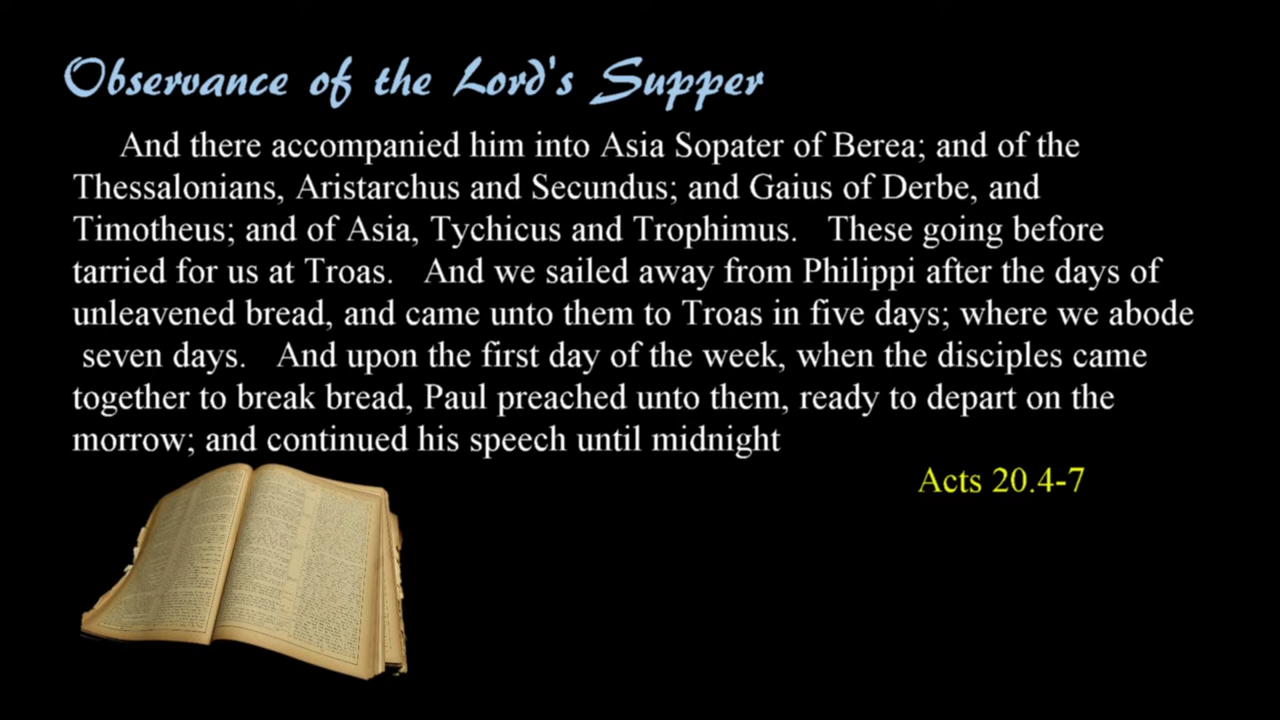 Observance of the Lord's Supper
And there accompanied him into Asia Sopater of Berea; and of the
Thessalonians, Aristarchus and Secundus; and Gaius of Derbe, and
Timotheus; and of Asia, Tychicus and Trophimus. These going before
tarried for us at Troas. And we sailed away from Philippi after the days of
unleavened bread, and came unto them to Troas in five days; where we abode
seven days. And upon the first day of the week, when the disciples came
together to break bread, Paul preached unto them, ready to depart on the
morrow; and continued his speech until midnight
Acts 20.4-7